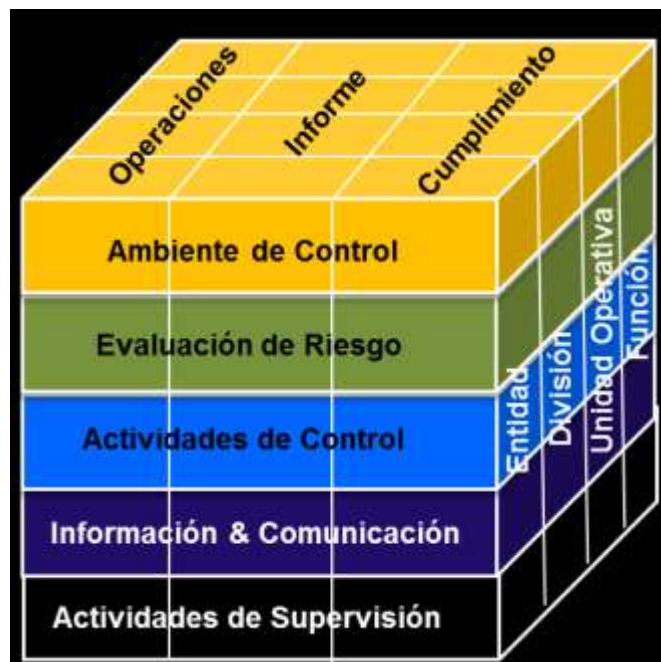 Operaciones
Informe
Cumplimiento
Ambiente de Control
Evaluación de Riesgo
Actividades de Control
Información & Comunicación
Actividades de Supervisión
Entidad
División
Unidad Operativa
Función